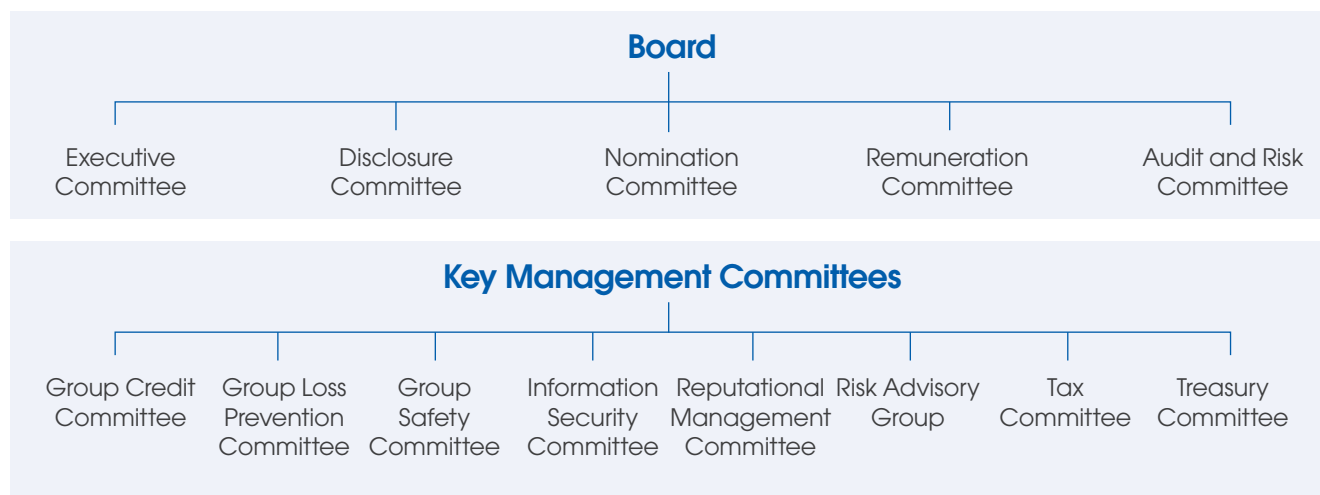 Board
Executive
Committee
Disclosure
Committee
Nomination
Committee
Remuneration
Committee
Audit and Risk
Committee
Key Management Committees
Group Credit
Committee
Group Loss
Prevention
Committee
Group
Safety
Committee
Information
Security
Committee
Reputational
Management
Committee
Risk Advisory
Group
Tax
Committee
Treasury
Committee